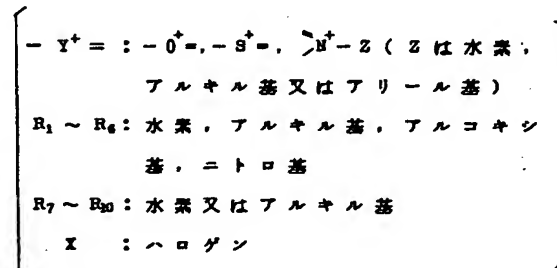 - Y⁺= : -O⁺=, -S⁺=, >N⁺-Z ( Z は水素,
アルキル基又はアリール基 )
R₁ ~ R₆ : 水素, アルキル基, アルコキシ
基, ニトロ基
R₇ ~ R₁₀ : 水素又はアルキル基
X : ハロゲン